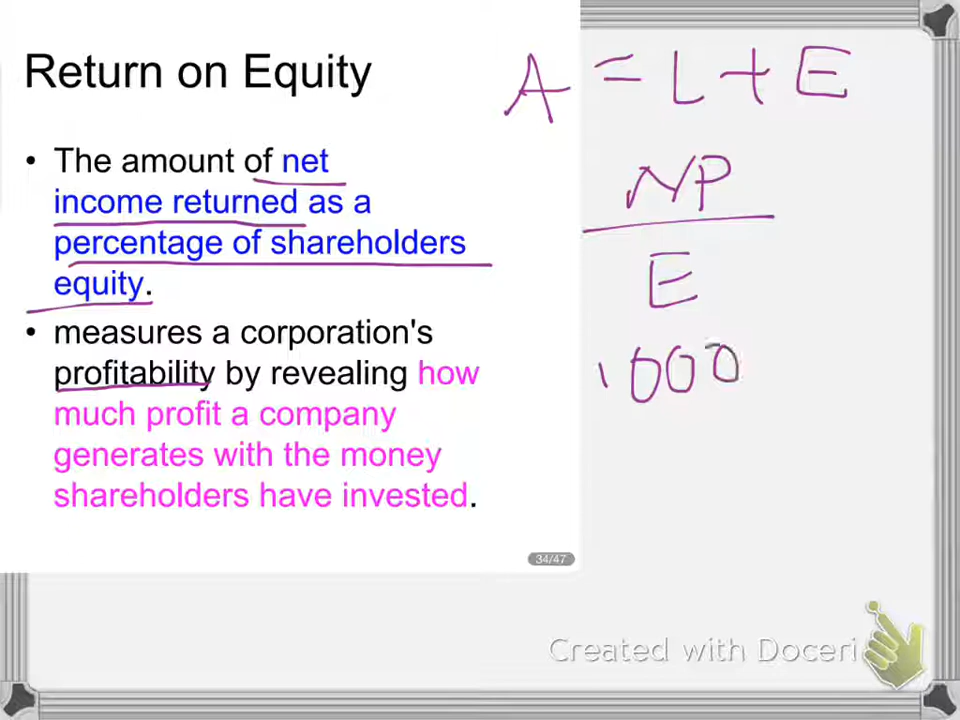 Return on Equity
A = L + E
• The amount of net
income returned as a
percentage of shareholders
equity.
NP
E
• measures a corporation's
profitability by revealing how
much profit a company
generates with the money
shareholders have invested.
1000
34/47
Created with Doceri